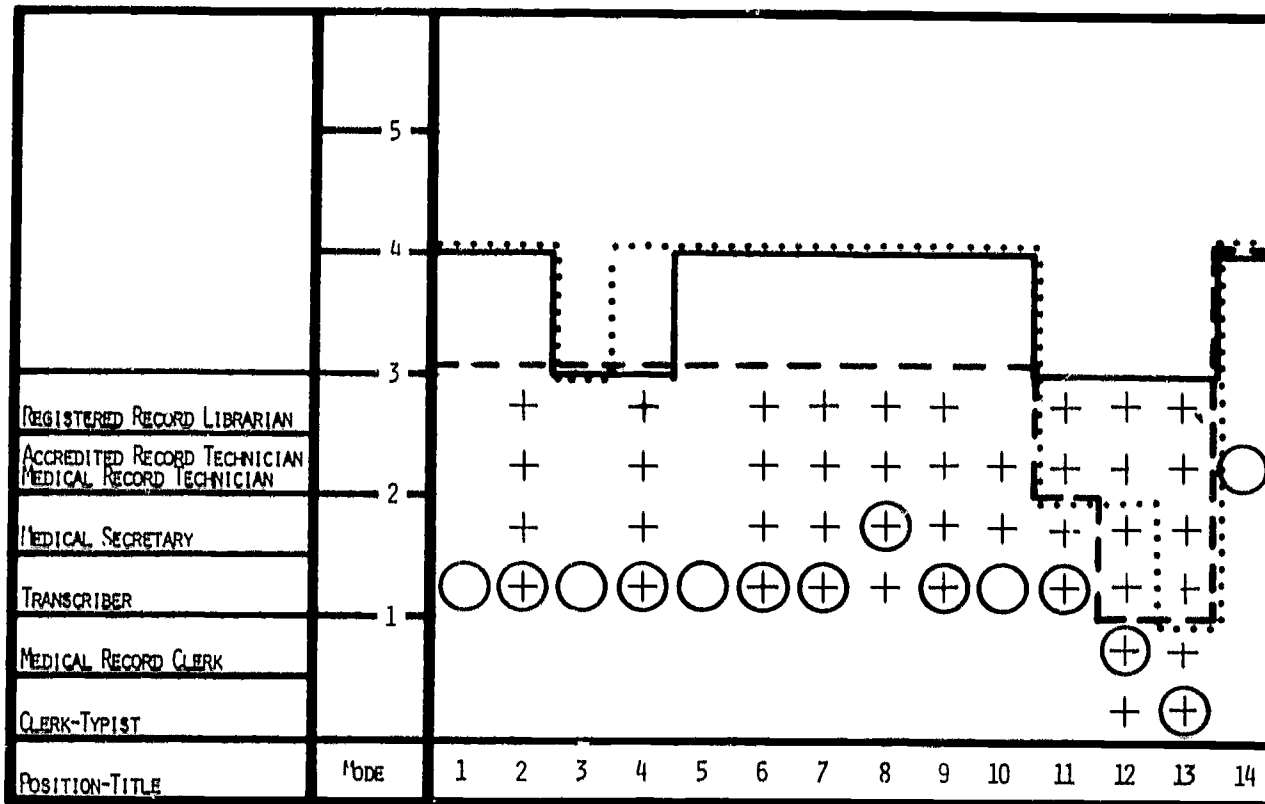 5
4
3
REGISTERED RECORD LIBRARIAN
ACCREDITED RECORD TECHNICIAN
MEDICAL RECORD TECHNICIAN
2
MEDICAL SECRETARY
TRANSCRIBER
1
MEDICAL RECORD CLERK
CLERK-TYPIST
POSITION-TITLE MODE 1 2 3 4 5 6 7 8 9 10 11 12 13 14